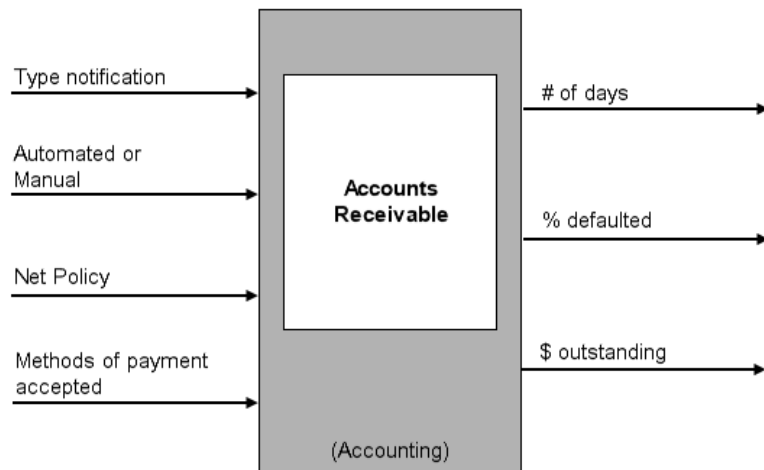 Type notification
Automated or
Manual
Net Policy
Methods of payment
accepted
Accounts
Receivable
(Accounting)
# of days
% defaulted
$ outstanding